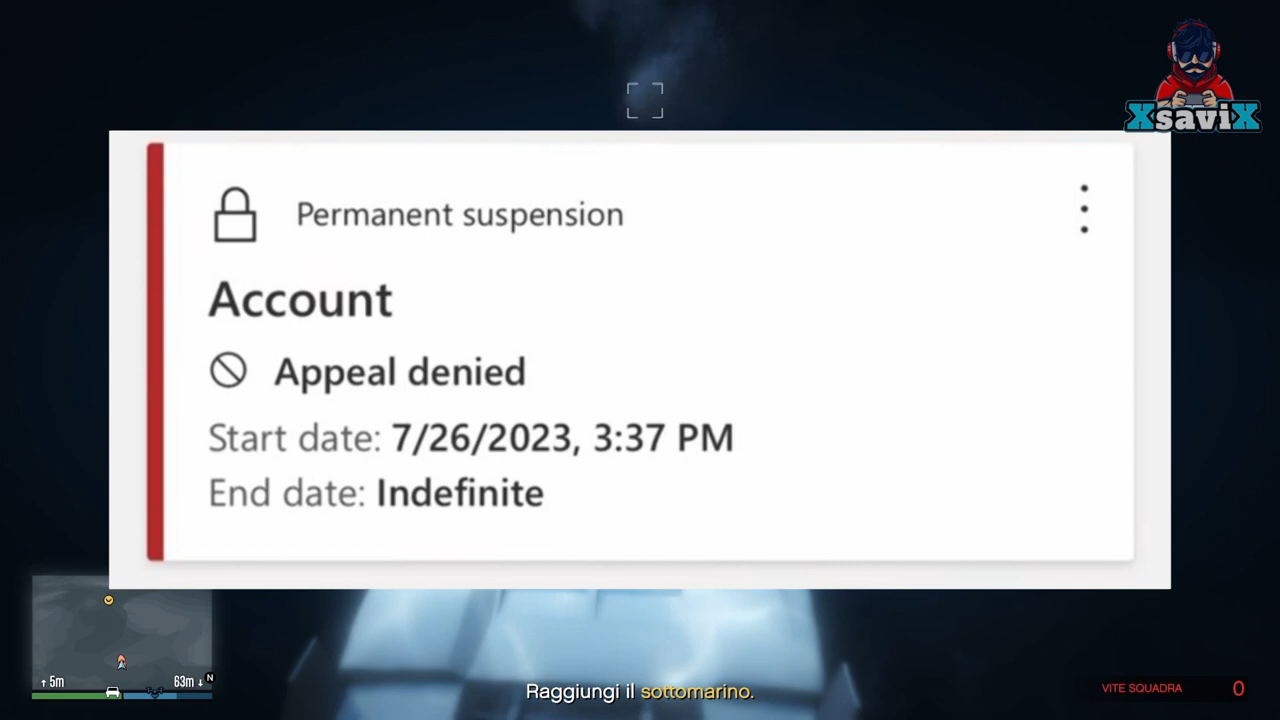 XsaviX
Permanent suspension
Account
Appeal denied
Start date: 7/26/2023, 3:37 PM
End date: Indefinite
↑5m
63m↓
N
Raggiungi il sottomarino.
VITE SQUADRA 0